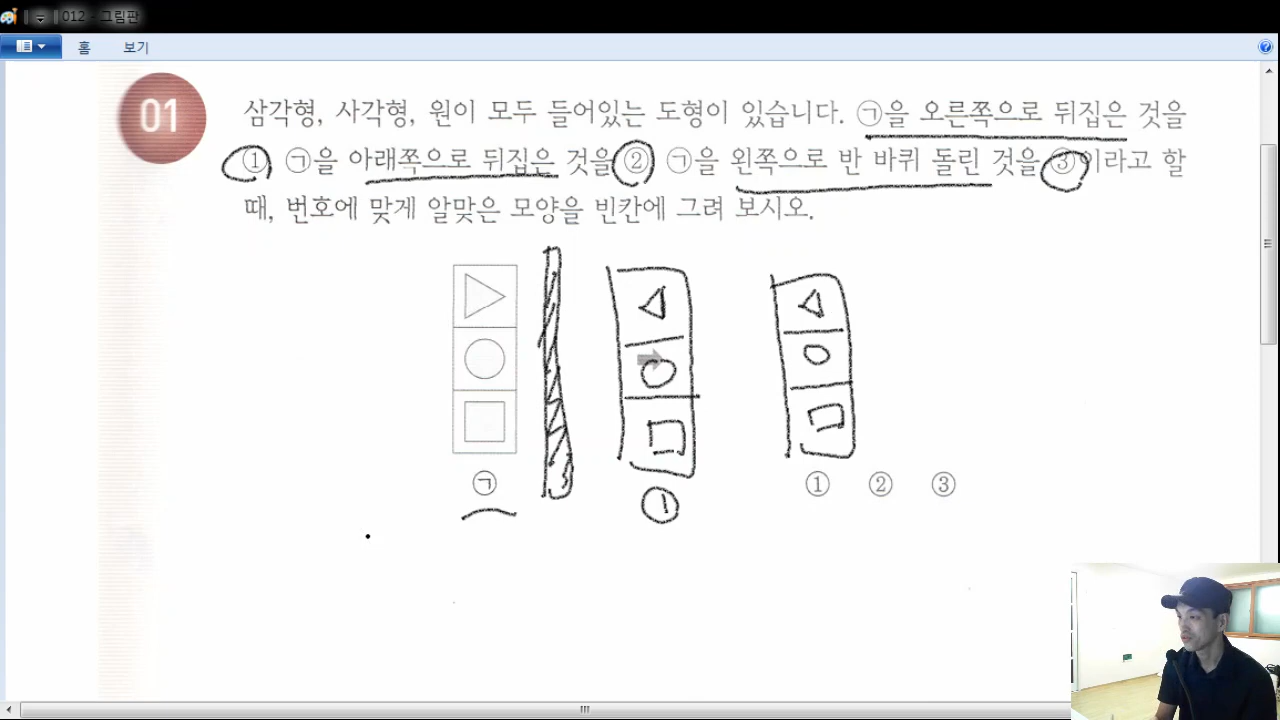 012 - 그림판
홈 보기
01 삼각형, 사각형, 원이 모두 들어있는 도형이 있습니다. ㉠을 오른쪽으로 뒤집은 것을
① ㉠을 아래쪽으로 뒤집은 것을 ② ㉠을 왼쪽으로 반 바퀴 돌린 것을 ③이라고 할
때, 번호에 맞게 알맞은 모양을 빈칸에 그려 보시오.
㉠ ① ① ② ③